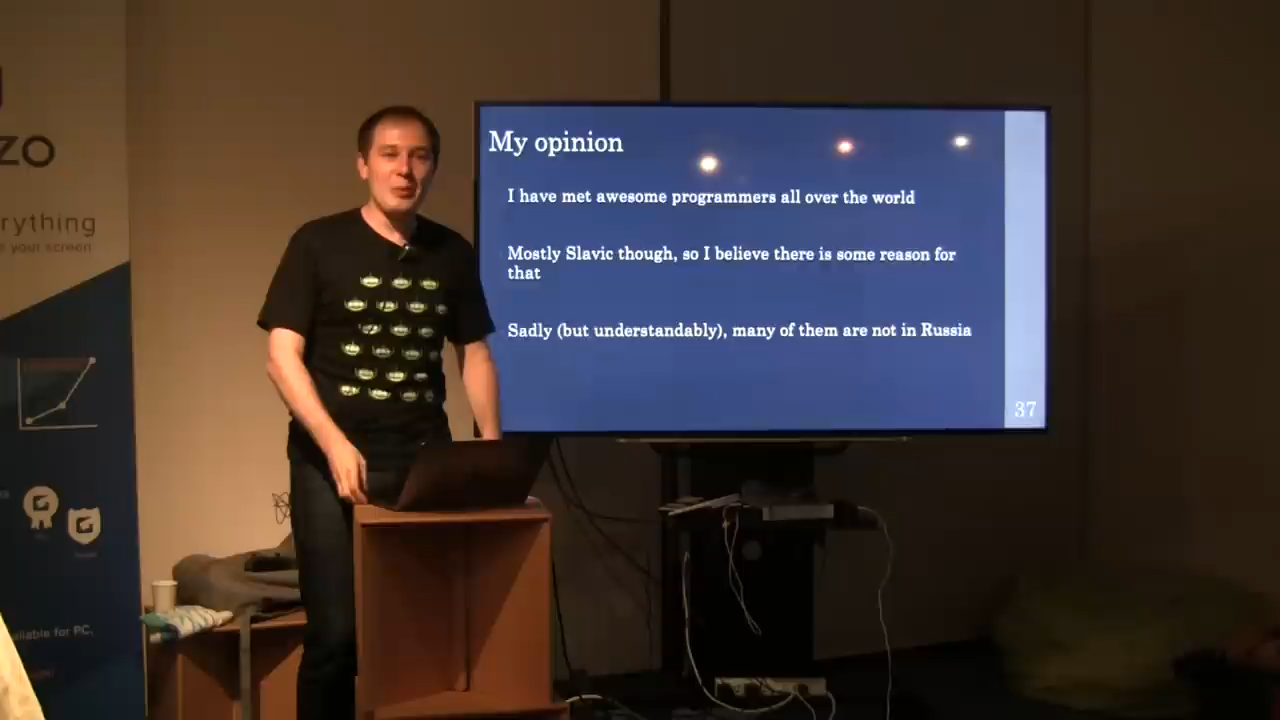 zo
rything
your screen
My opinion
I have met awesome programmers all over the world
Mostly Slavic though, so I believe there is some reason for
that
Sadly (but understandably), many of them are not in Russia
37
for PC,